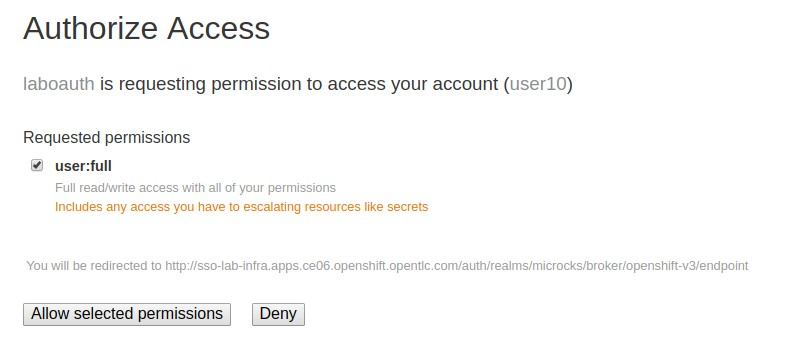 Authorize Access
laboauth is requesting permission to access your account (user10)
Requested permissions
user:full
Full read/write access with all of your permissions
Includes any access you have to escalating resources like secrets
You will be redirected to http://sso-lab-infra.apps.ce06.openshift.opentlc.com/auth/realms/microcks/broker/openshift-v3/endpoint
Allow selected permissions Deny